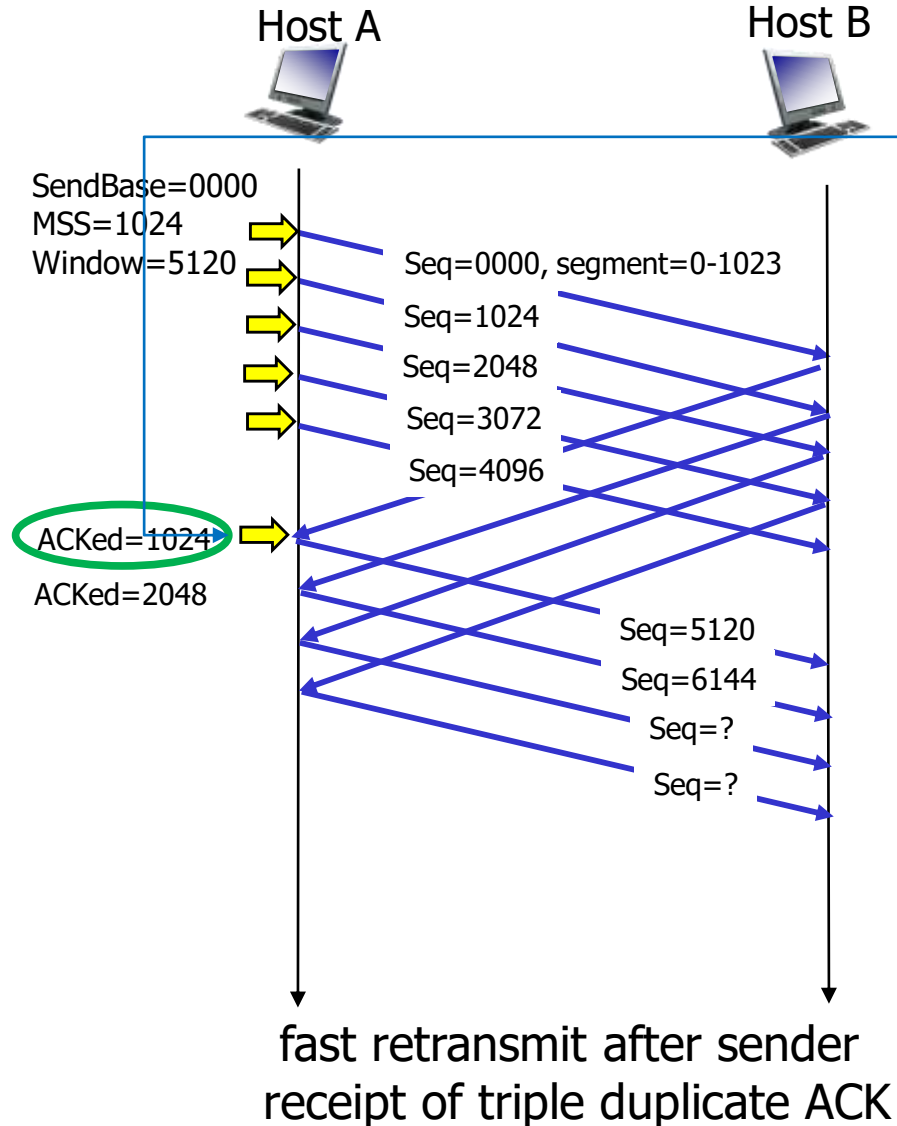 Host A
Host B
SendBase=0000
MSS=1024
Window=5120
Seq=0000, segment=0-1023
Seq=1024
Seq=2048
Seq=3072
Seq=4096
ACKed=1024
ACKed=2048
Seq=5120
Seq=6144
Seq=?
Seq=?
fast retransmit after sender
receipt of triple duplicate ACK